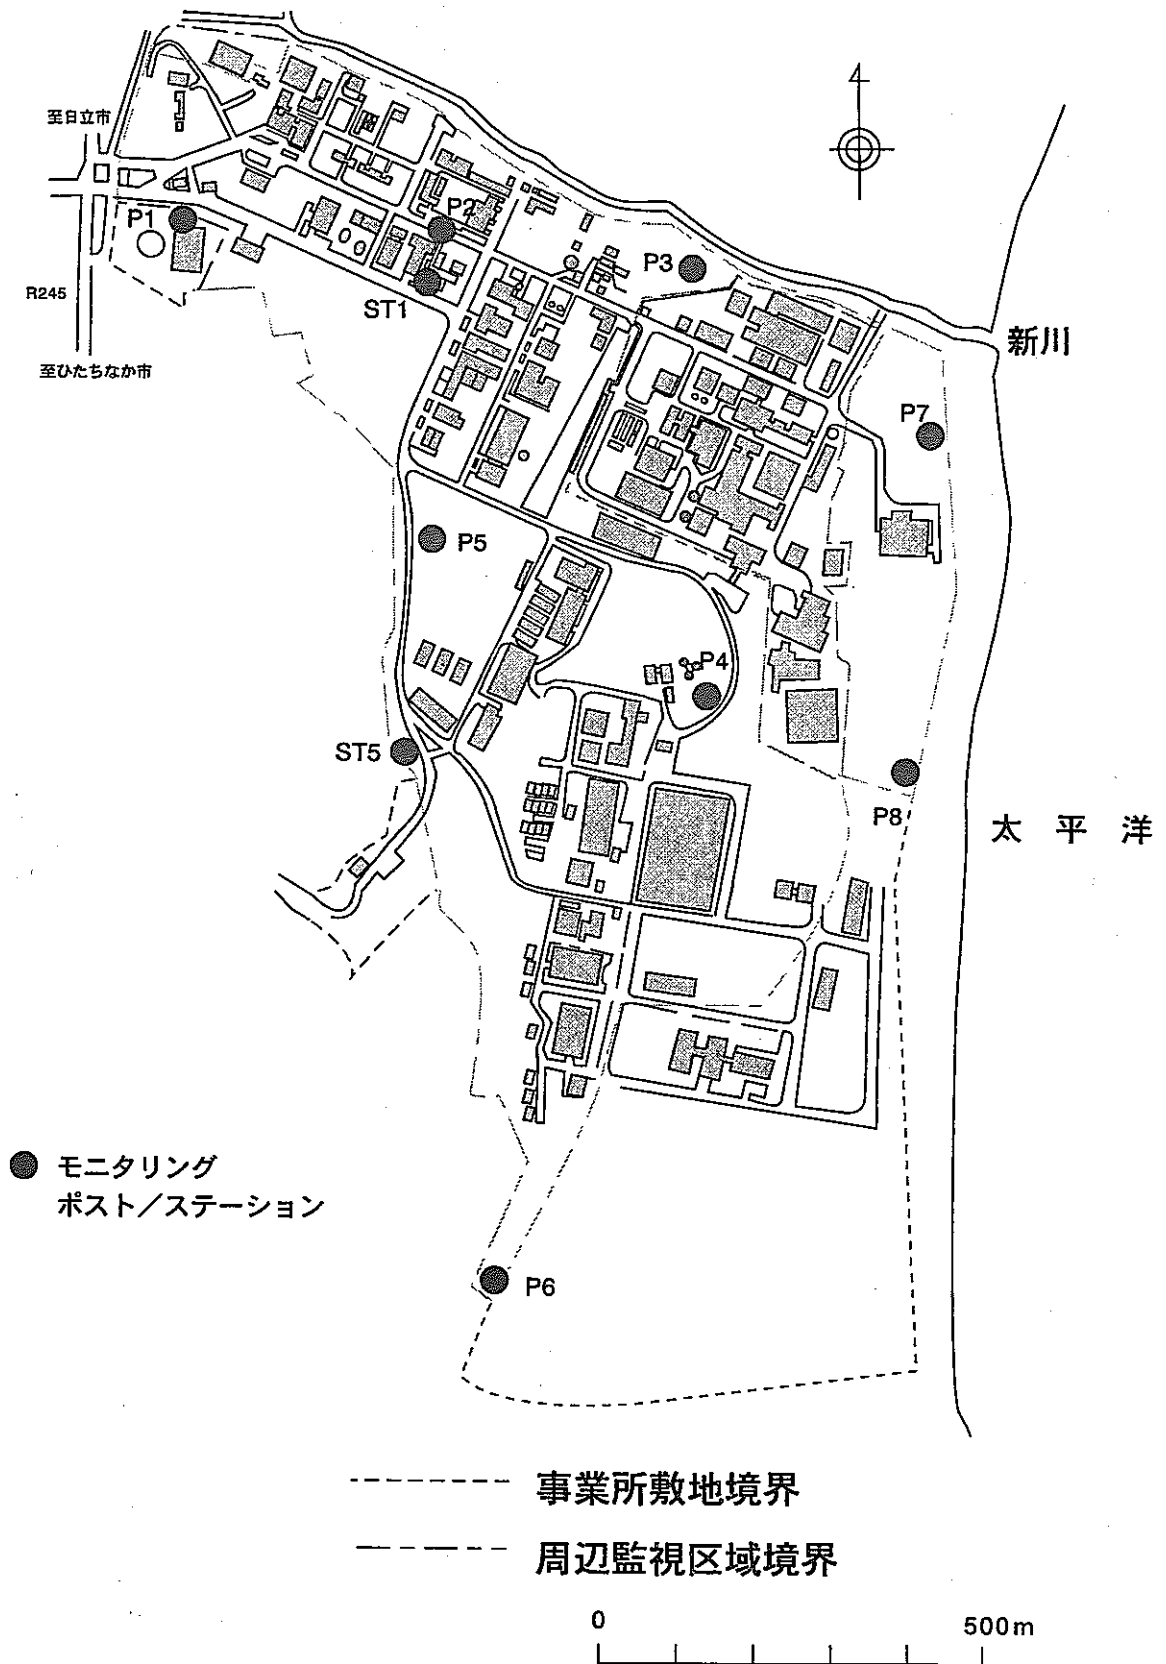 至日立市
P1
P2
P3
R245
ST1
新川
至ひたちなか市
P7
P5
P4
ST5
P8
太 平 洋
モニタリング
ポスト／ステーション
P6
事業所敷地境界
周辺監視区域境界
0
500m